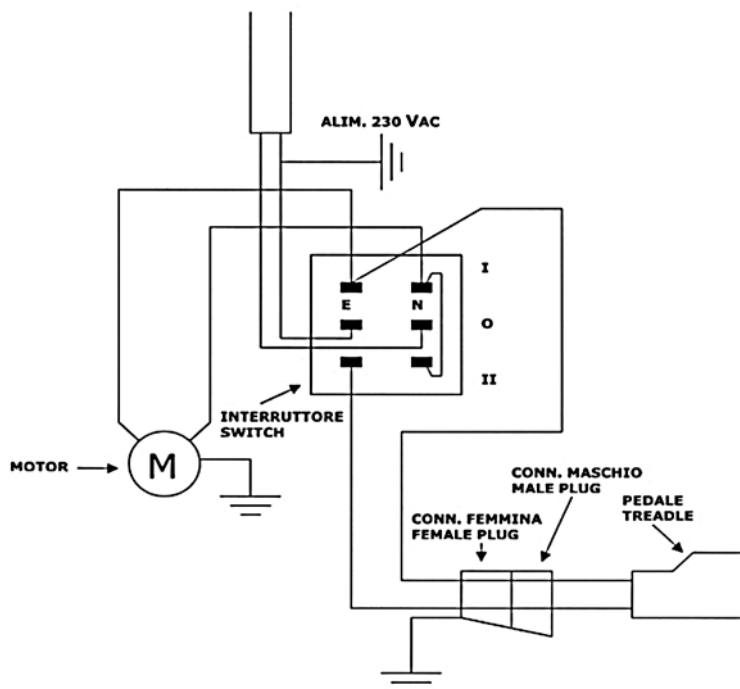 ALIM. 230 VAC
I
E N
O
II
INTERRUTTORE
SWITCH
MOTOR
M
CONN. MASCHIO
MALE PLUG
PEDALE
TREADLE
CONN. FEMMINA
FEMALE PLUG